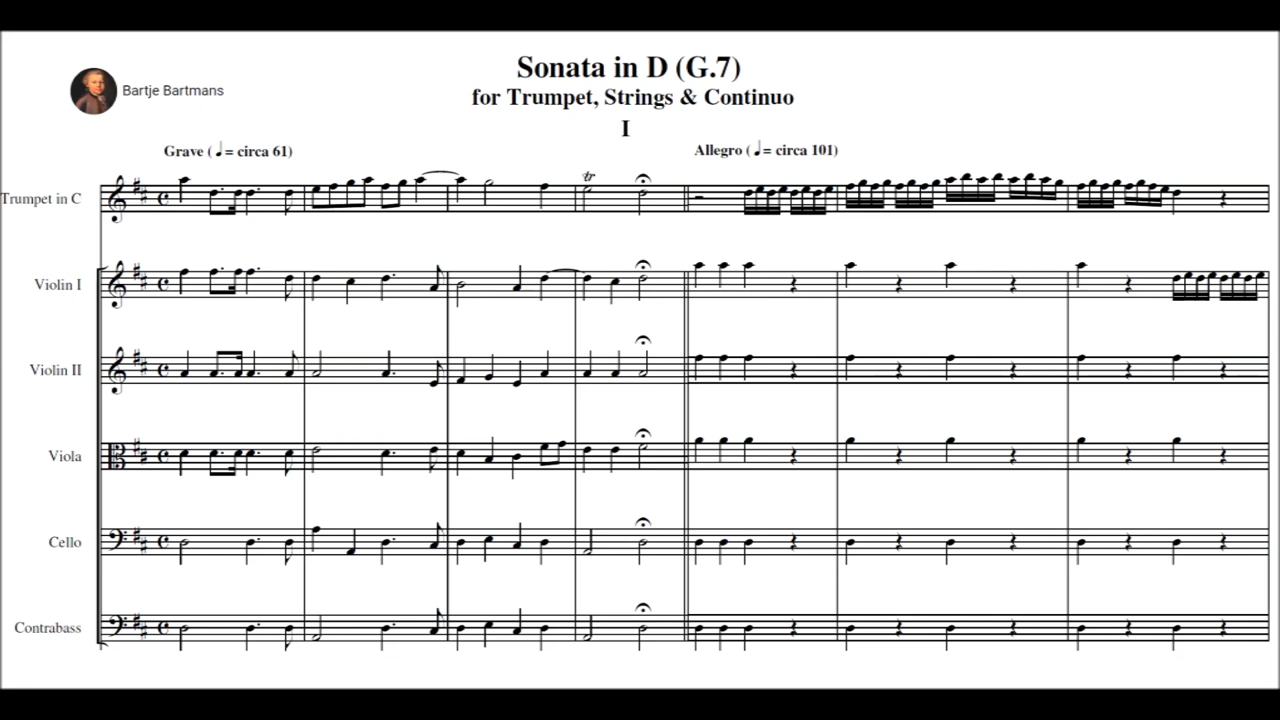 Sonata in D (G.7)
Bartje Bartmans
for Trumpet, Strings & Continuo
I
Grave ( ♩ = circa 61)
Allegro ( ♩ = circa 101)
Trumpet in C
tr
Violin I
Violin II
Viola
Cello
Contrabass